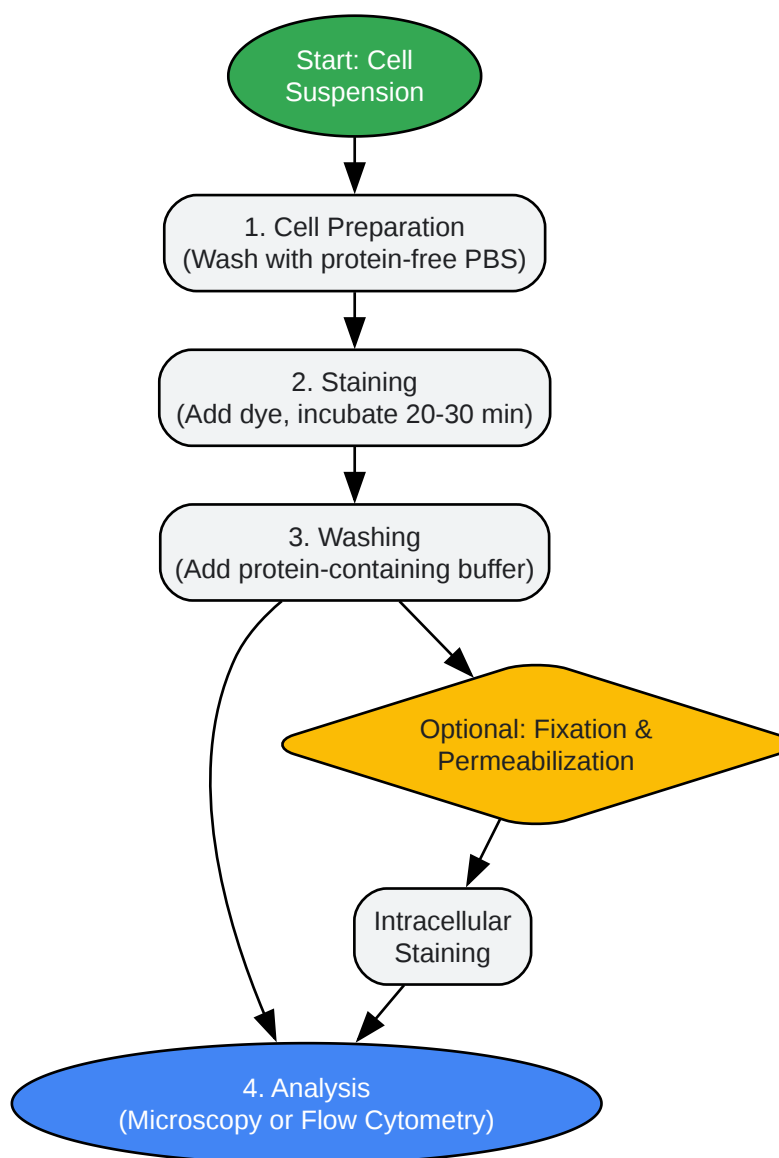 Start: Cell
Suspension
1. Cell Preparation
(Wash with protein-free PBS)
2. Staining
(Add dye, incubate 20-30 min)
3. Washing
(Add protein-containing buffer)
Optional: Fixation &
Permeabilization
Intracellular
Staining
4. Analysis
(Microscopy or Flow Cytometry)